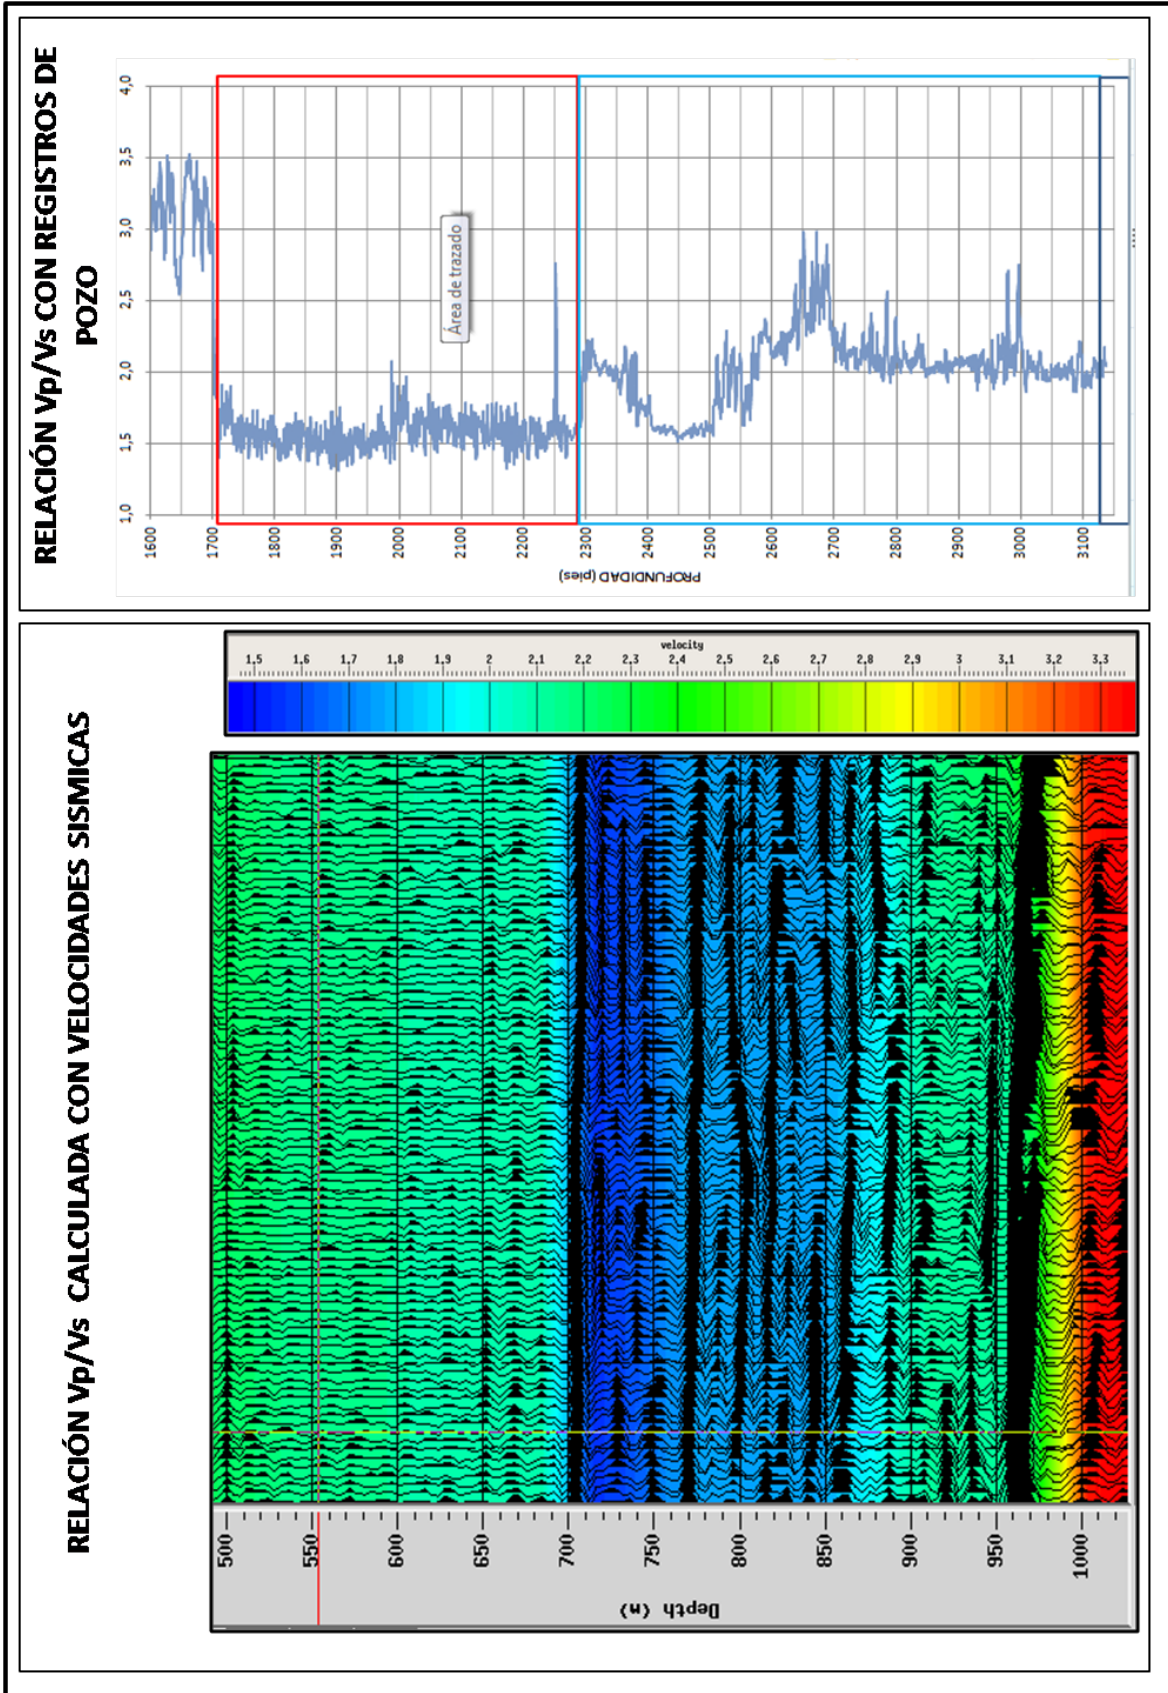 RELACIÓN Vp/Vs CALCULADA CON VELOCIDADES SISMICAS
Depth (m)
500
550
600
650
700
750
800
850
900
950
1000
velocity
1,5 1,6 1,7 1,8 1,9 2 2,1 2,2 2,3 2,4 2,5 2,6 2,7 2,8 2,9 3 3,1 3,2 3,3
RELACIÓN Vp/Vs CON REGISTROS DE
POZO
4,0
3,5
3,0
2,5
2,0
1,5
1,0
Área de trazado
1600 1700 1800 1900 2000 2100 2200 2300 2400 2500 2600 2700 2800 2900 3000 3100
PROFUNDIDAD (pies)